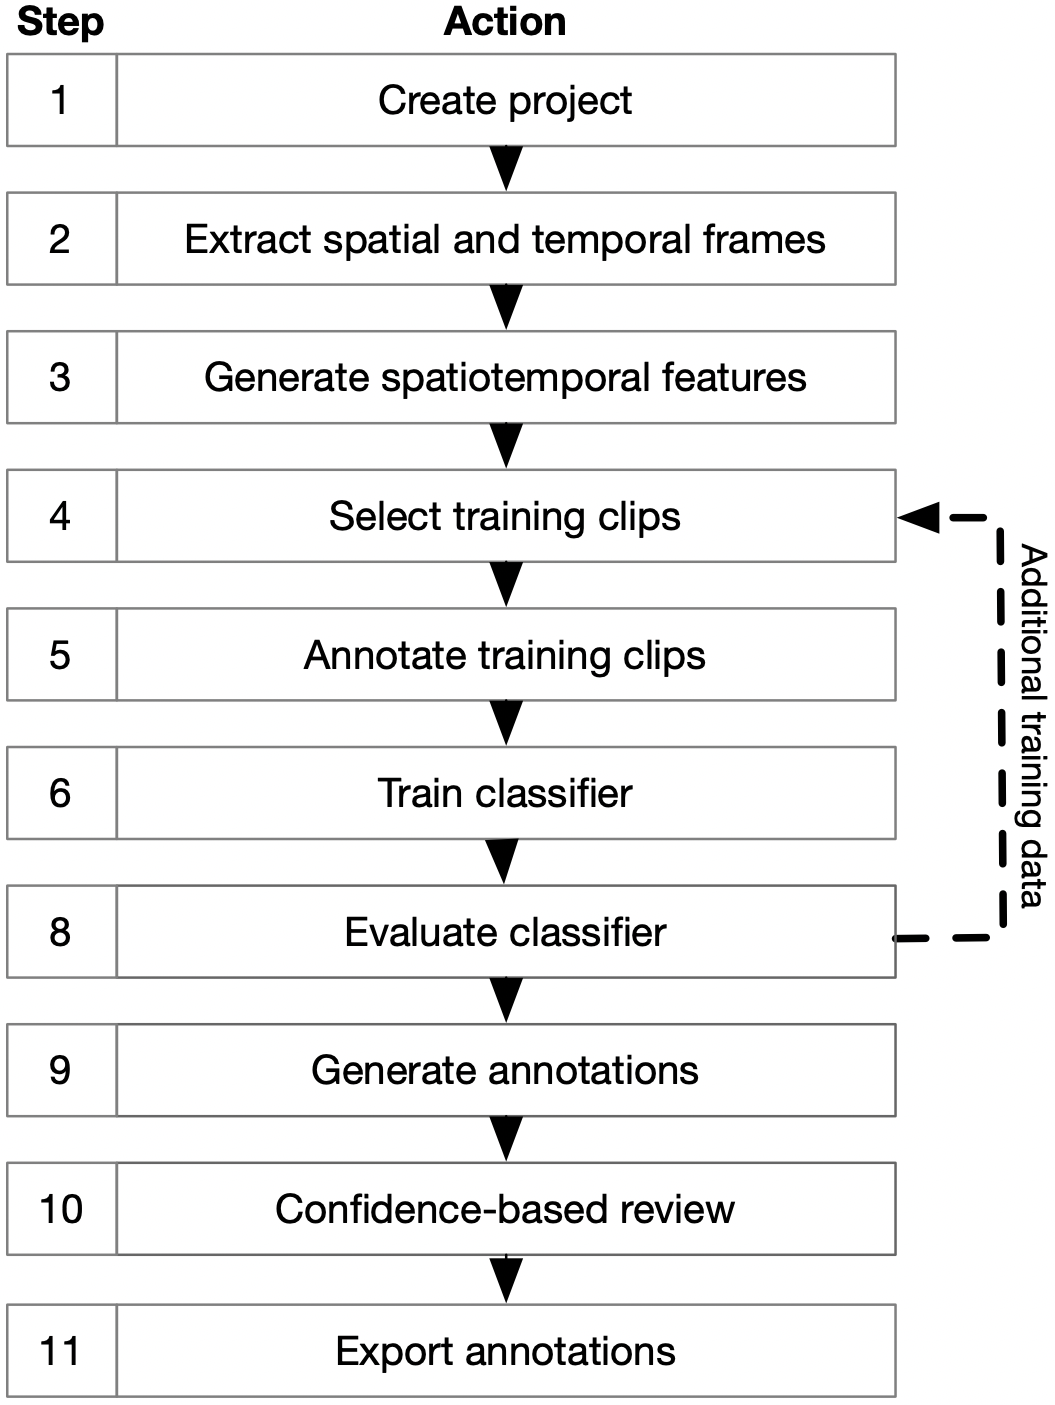 Step Action
1 Create project
2 Extract spatial and temporal frames
3 Generate spatiotemporal features
4 Select training clips
5 Annotate training clips
6 Train classifier
8 Evaluate classifier
9 Generate annotations
10 Confidence-based review
11 Export annotations
Additional training data